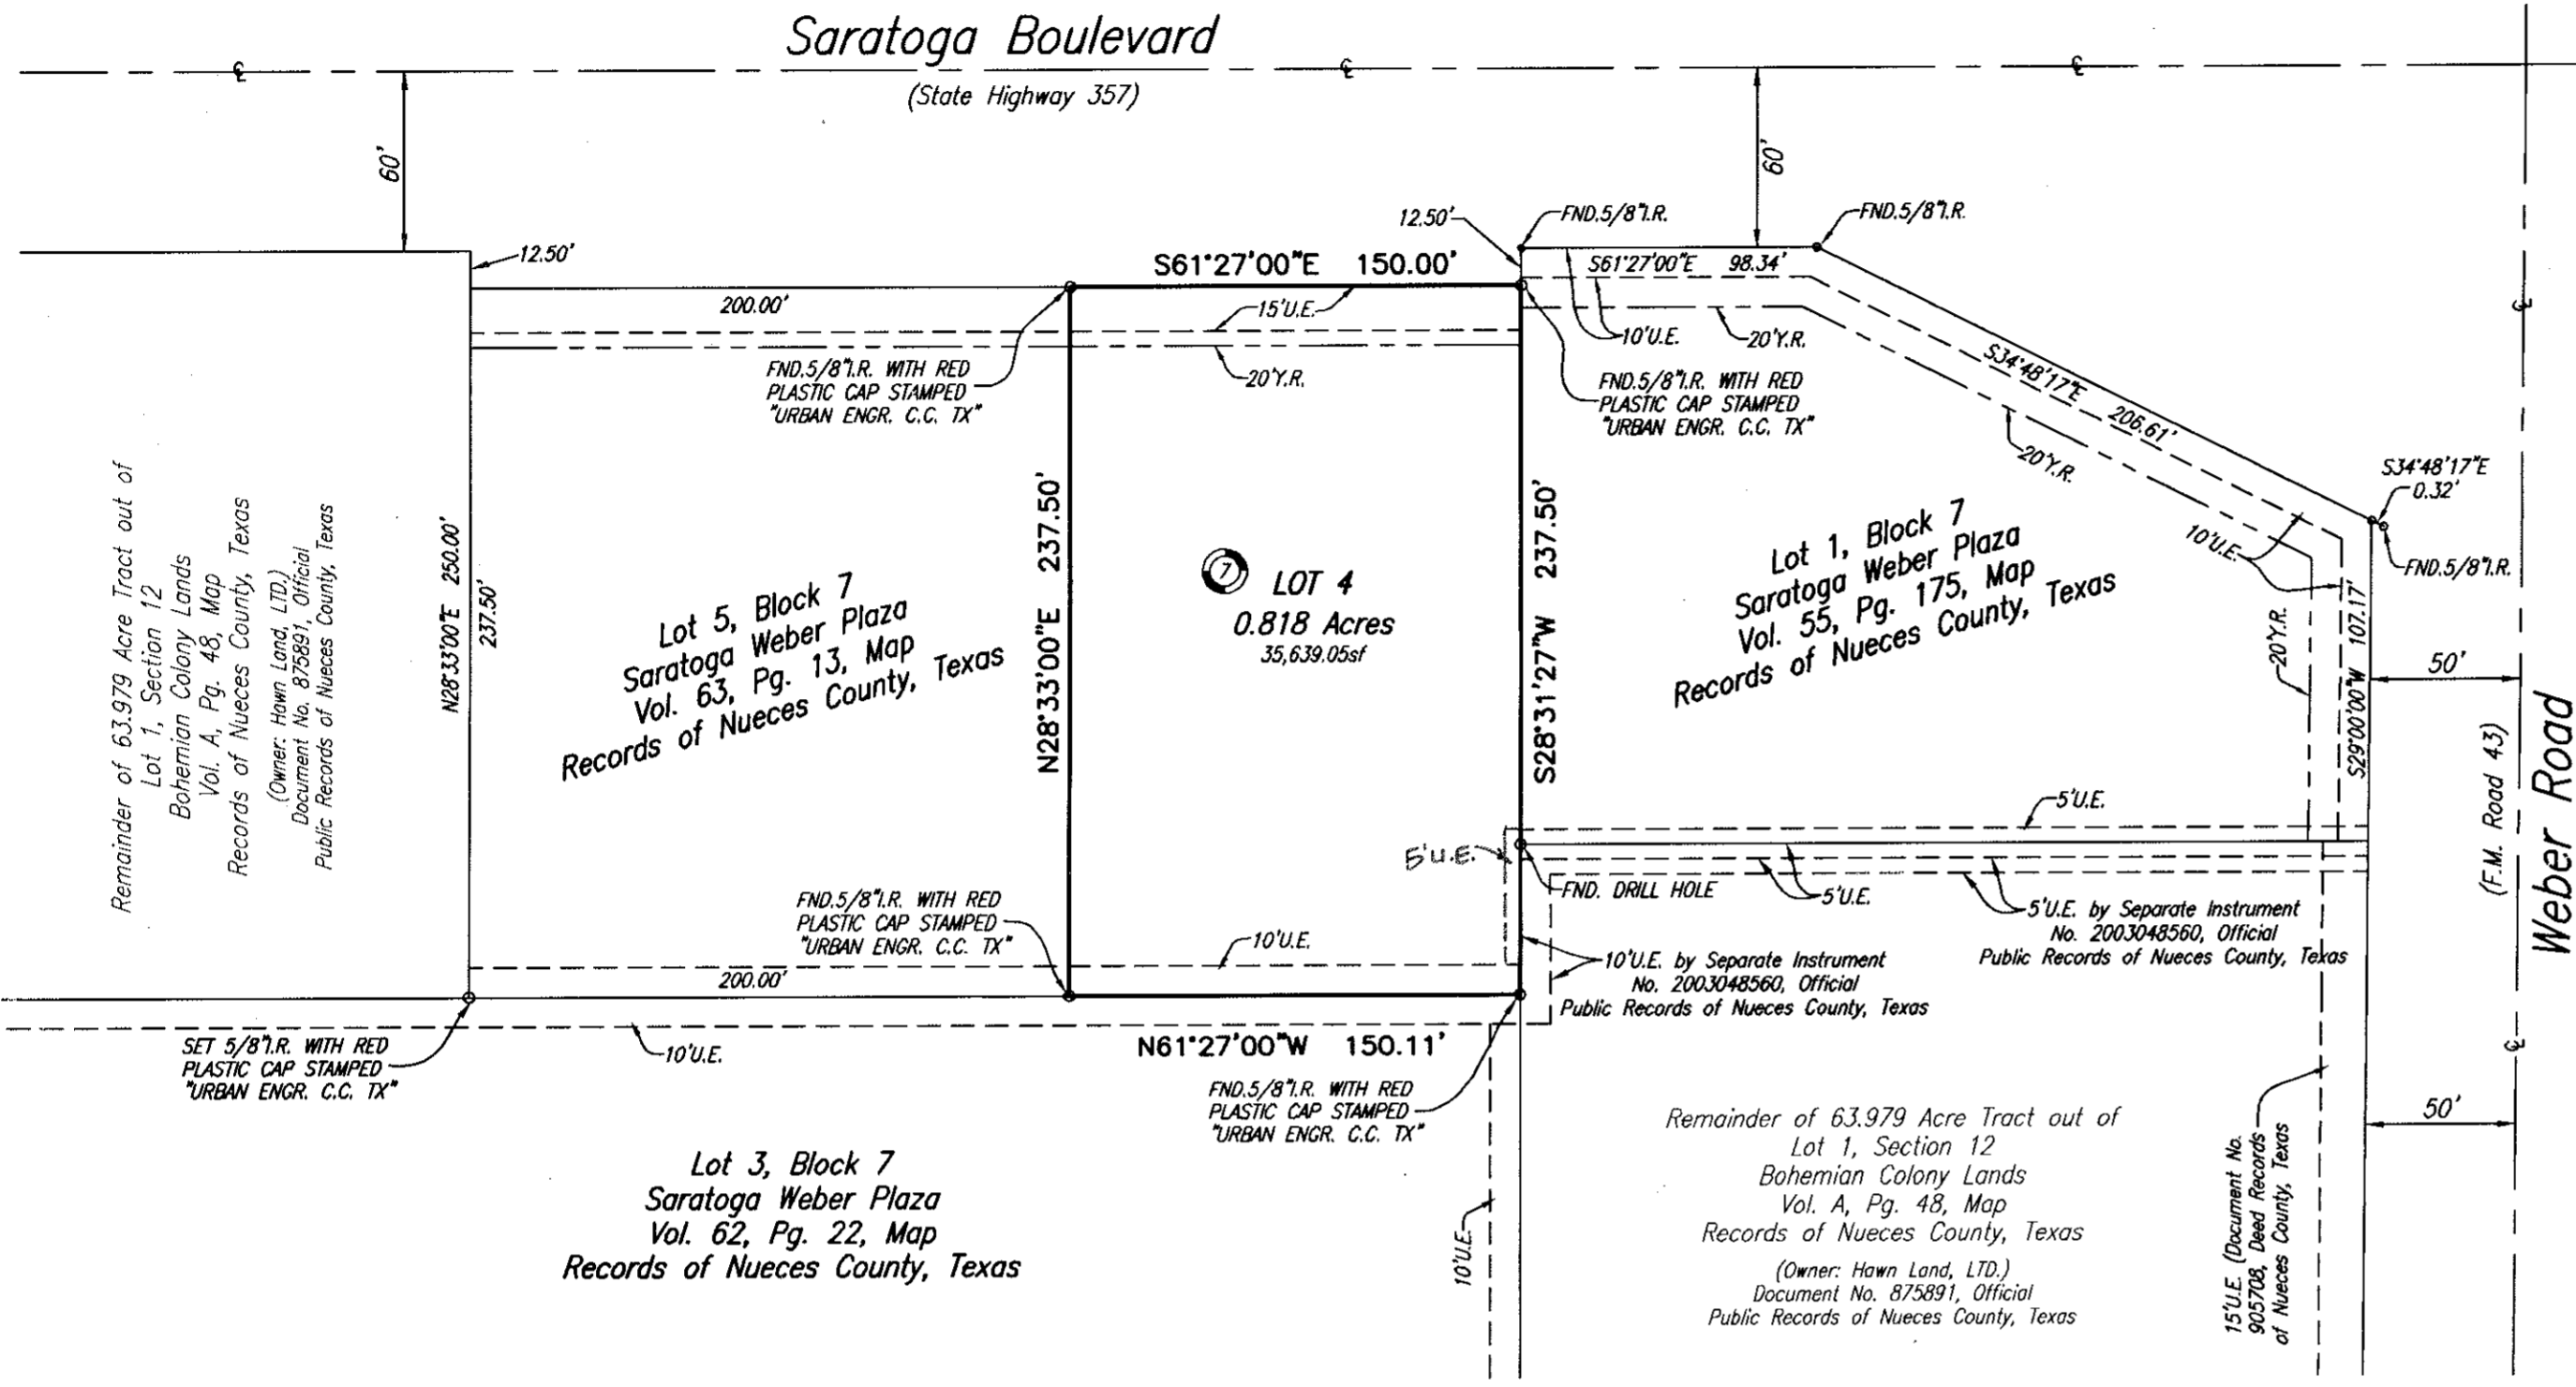 Saratoga Boulevard
(State Highway 357)
60'
60'
12.50'
12.50'
FND.5/8"I.R.
FND.5/8"I.R.
S61°27'00"E 150.00'
S61°27'00"E 98.34'
200.00'
15'U.E.
10'U.E.
20'Y.R.
20'Y.R.
FND.5/8"I.R. WITH RED
PLASTIC CAP STAMPED
"URBAN ENGR. C.C. TX"
FND.5/8"I.R. WITH RED
PLASTIC CAP STAMPED
"URBAN ENGR. C.C. TX"
S34°48'17"E 206.61'
20'Y.R.
S34°48'17"E
0.32'
FND.5/8"I.R.
10'U.E.
Remainder of 63.979 Acre Tract out of
Lot 1, Section 12
Bohemian Colony Lands
Vol. A, Pg. 48, Map
Records of Nueces County, Texas
(Owner: Hawn Land, LTD.)
Document No. 875891, Official
Public Records of Nueces County, Texas
N28°33'00"E 250.00'
237.50'
Lot 5, Block 7
Saratoga Weber Plaza
Vol. 63, Pg. 13, Map
Records of Nueces County, Texas
N28°33'00"E 237.50'
7
LOT 4
0.818 Acres
35,639.05sf
S28°31'27"W 237.50'
Lot 1, Block 7
Saratoga Weber Plaza
Vol. 55, Pg. 175, Map
Records of Nueces County, Texas
20'Y.R.
S29°00'00"W 107.17'
50'
(F.M. Road 43)
Weber Road
5'U.E.
5'U.E.
FND. DRILL HOLE
5'U.E.
5'U.E. by Separate Instrument
No. 2003048560, Official
Public Records of Nueces County, Texas
FND.5/8"I.R. WITH RED
PLASTIC CAP STAMPED
"URBAN ENGR. C.C. TX"
10'U.E.
10'U.E. by Separate Instrument
No. 2003048560, Official
Public Records of Nueces County, Texas
200.00'
SET 5/8"I.R. WITH RED
PLASTIC CAP STAMPED
"URBAN ENGR. C.C. TX"
10'U.E.
N61°27'00"W 150.11'
FND.5/8"I.R. WITH RED
PLASTIC CAP STAMPED
"URBAN ENGR. C.C. TX"
Lot 3, Block 7
Saratoga Weber Plaza
Vol. 62, Pg. 22, Map
Records of Nueces County, Texas
10'U.E.
Remainder of 63.979 Acre Tract out of
Lot 1, Section 12
Bohemian Colony Lands
Vol. A, Pg. 48, Map
Records of Nueces County, Texas
(Owner: Hawn Land, LTD.)
Document No. 875891, Official
Public Records of Nueces County, Texas
15'U.E. (Document No.
905708, Deed Records
of Nueces County, Texas
50'